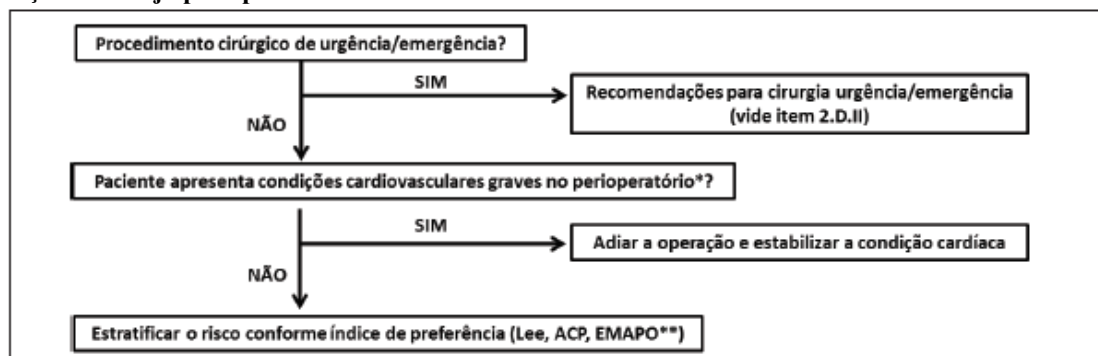 Procedimento cirúrgico de urgência/emergência?
SIM
Recomendações para cirurgia urgência/emergência
(vide item 2.D.II)
NÃO
Paciente apresenta condições cardiovasculares graves no perioperatório*?
SIM
Adiar a operação e estabilizar a condição cardíaca
NÃO
Estratificar o risco conforme índice de preferência (Lee, ACP, EMAPO**)